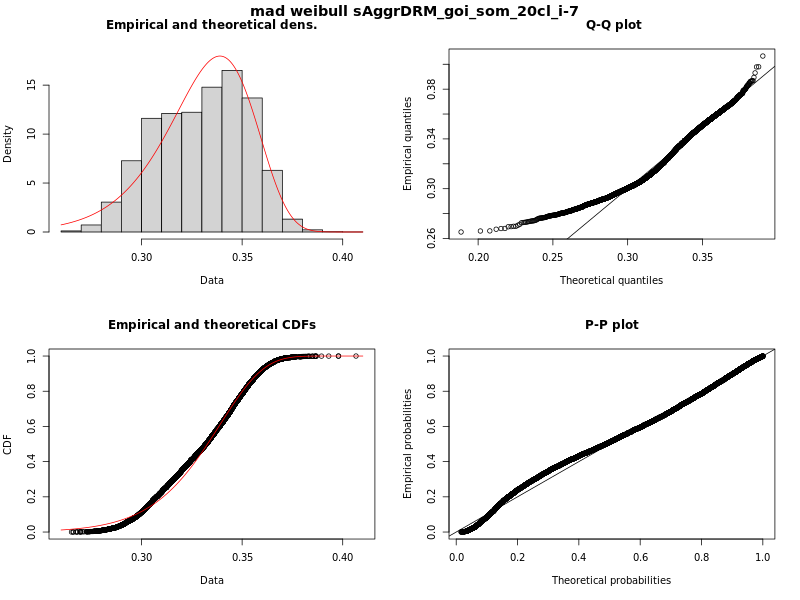 mad weibull sAggrDRM_goi_som_20cl_i-7
Empirical and theoretical dens.
Density
0 5 10 15
0.30 0.35 0.40
Data
Q-Q plot
Empirical quantiles
0.26 0.30 0.34 0.38
0.20 0.25 0.30 0.35
Theoretical quantiles
Empirical and theoretical CDFs
CDF
0.0 0.2 0.4 0.6 0.8 1.0
0.30 0.35 0.40
Data
P-P plot
Empirical probabilities
0.0 0.2 0.4 0.6 0.8 1.0
0.0 0.2 0.4 0.6 0.8 1.0
Theoretical probabilities